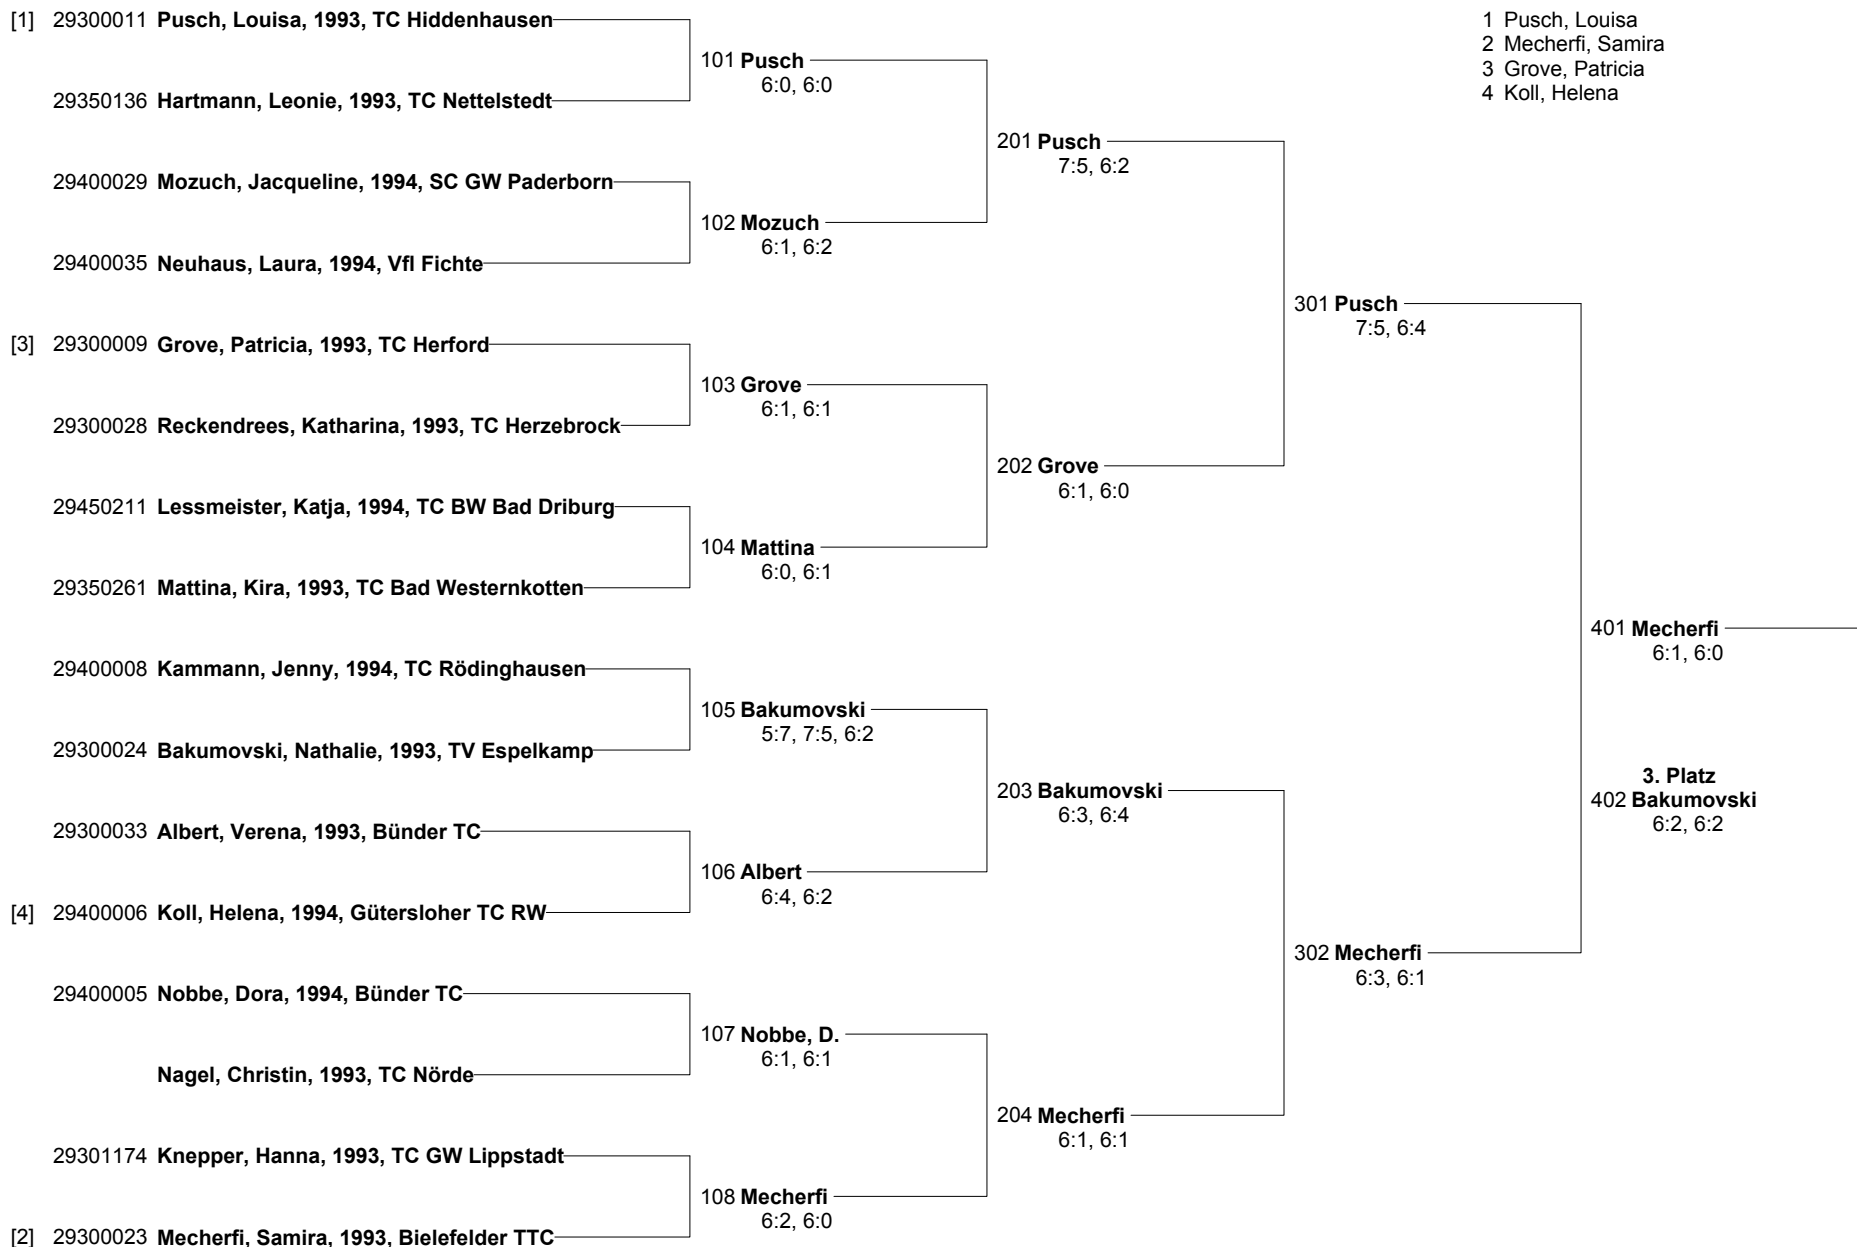 [1] 29300011 Pusch, Louisa, 1993, TC Hiddenhausen
29350136 Hartmann, Leonie, 1993, TC Nettelstedt
29400029 Mozuch, Jacqueline, 1994, SC GW Paderborn
29400035 Neuhaus, Laura, 1994, Vfl Fichte
[3] 29300009 Grove, Patricia, 1993, TC Herford
29300028 Reckendrees, Katharina, 1993, TC Herzebrock
29450211 Lessmeister, Katja, 1994, TC BW Bad Driburg
29350261 Mattina, Kira, 1993, TC Bad Westernkotten
29400008 Kammann, Jenny, 1994, TC Rödinghausen
29300024 Bakumovski, Nathalie, 1993, TV Espelkamp
29300033 Albert, Verena, 1993, Bünder TC
[4] 29400006 Koll, Helena, 1994, Gütersloher TC RW
29400005 Nobbe, Dora, 1994, Bünder TC
Nagel, Christin, 1993, TC Nörde
29301174 Knepper, Hanna, 1993, TC GW Lippstadt
[2] 29300023 Mecherfi, Samira, 1993, Bielefelder TTC
101 Pusch
6:0, 6:0
102 Mozuch
6:1, 6:2
103 Grove
6:1, 6:1
104 Mattina
6:0, 6:1
105 Bakumovski
5:7, 7:5, 6:2
106 Albert
6:4, 6:2
107 Nobbe, D.
6:1, 6:1
108 Mecherfi
6:2, 6:0
201 Pusch
7:5, 6:2
202 Grove
6:1, 6:0
203 Bakumovski
6:3, 6:4
204 Mecherfi
6:1, 6:1
301 Pusch
7:5, 6:4
302 Mecherfi
6:3, 6:1
1 Pusch, Louisa
2 Mecherfi, Samira
3 Grove, Patricia
4 Koll, Helena
401 Mecherfi
6:1, 6:0
3. Platz
402 Bakumovski
6:2, 6:2